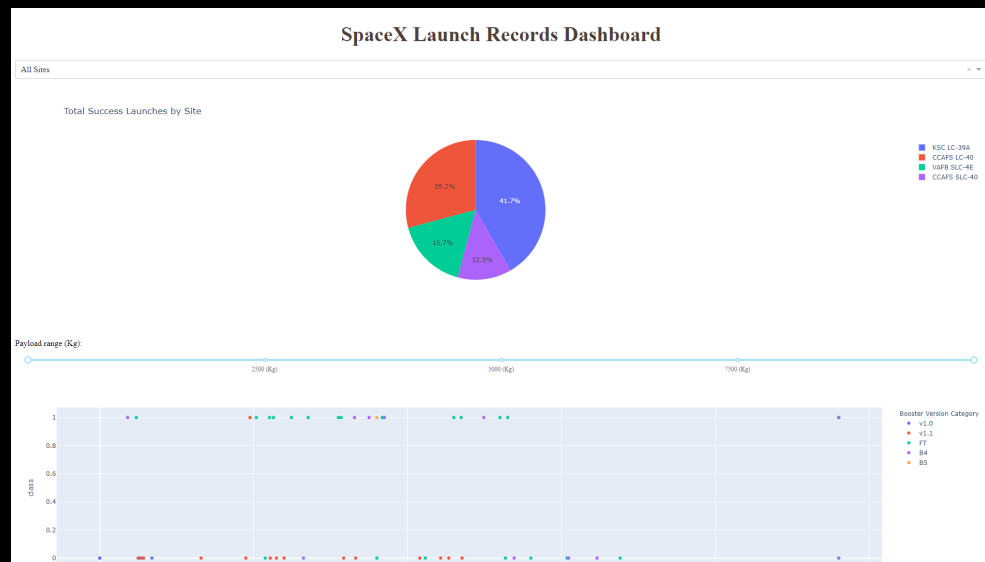 SpaceX Launch Records Dashboard
All Sites
Total Success Launches by Site
KSC LC-39A
CCAFS LC-40
VAFB SLC-4E
CCAFS SLC-40
29.2%
41.7%
16.7%
12.5%
Payload range (Kg):
2500 (Kg) 5000 (Kg) 7500 (Kg)
Booster Version Category
v1.0
v1.1
FT
B4
B5
class
1
0.8
0.6
0.4
0.2
0